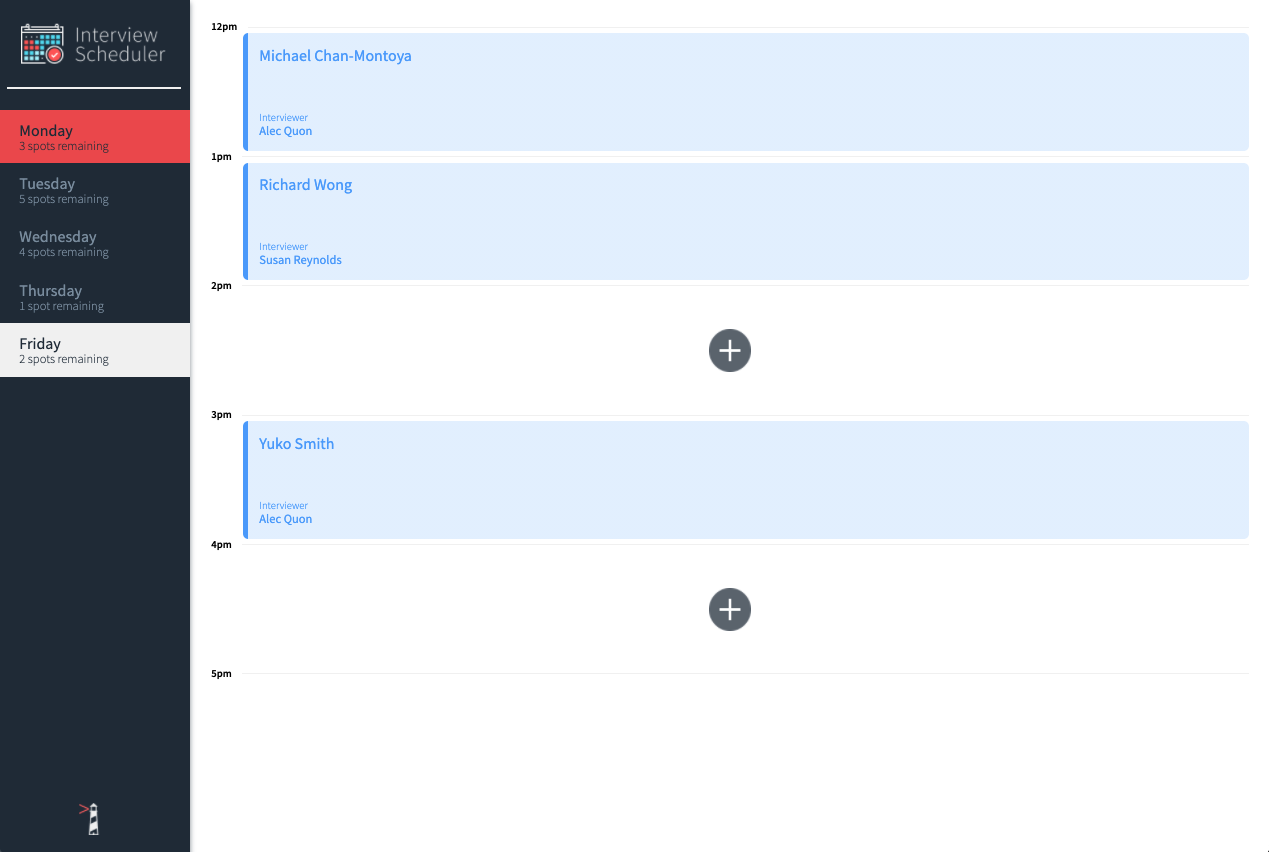 Interview
Scheduler
Monday
3 spots remaining
Tuesday
5 spots remaining
Wednesday
4 spots remaining
Thursday
1 spot remaining
Friday
2 spots remaining
12pm
Michael Chan-Montoya
Interviewer
Alec Quon
1pm
Richard Wong
Interviewer
Susan Reynolds
2pm
3pm
Yuko Smith
Interviewer
Alec Quon
4pm
5pm